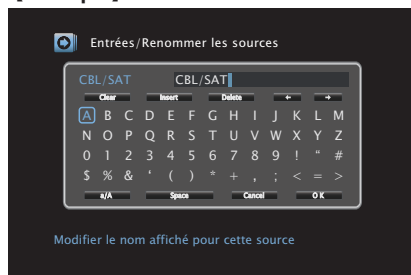 Entrées/Renommer les sources
CBL/SAT CBL/SAT
Clear Insert Delete ← →
A B C D E F G H I J K L M
N O P Q R S T U V W X Y Z
0 1 2 3 4 5 6 7 8 9 ! “ #
$ % & ‘ ( ) * + , ; < = >
a/A Space Cancel OK
Modifier le nom affiché pour cette source